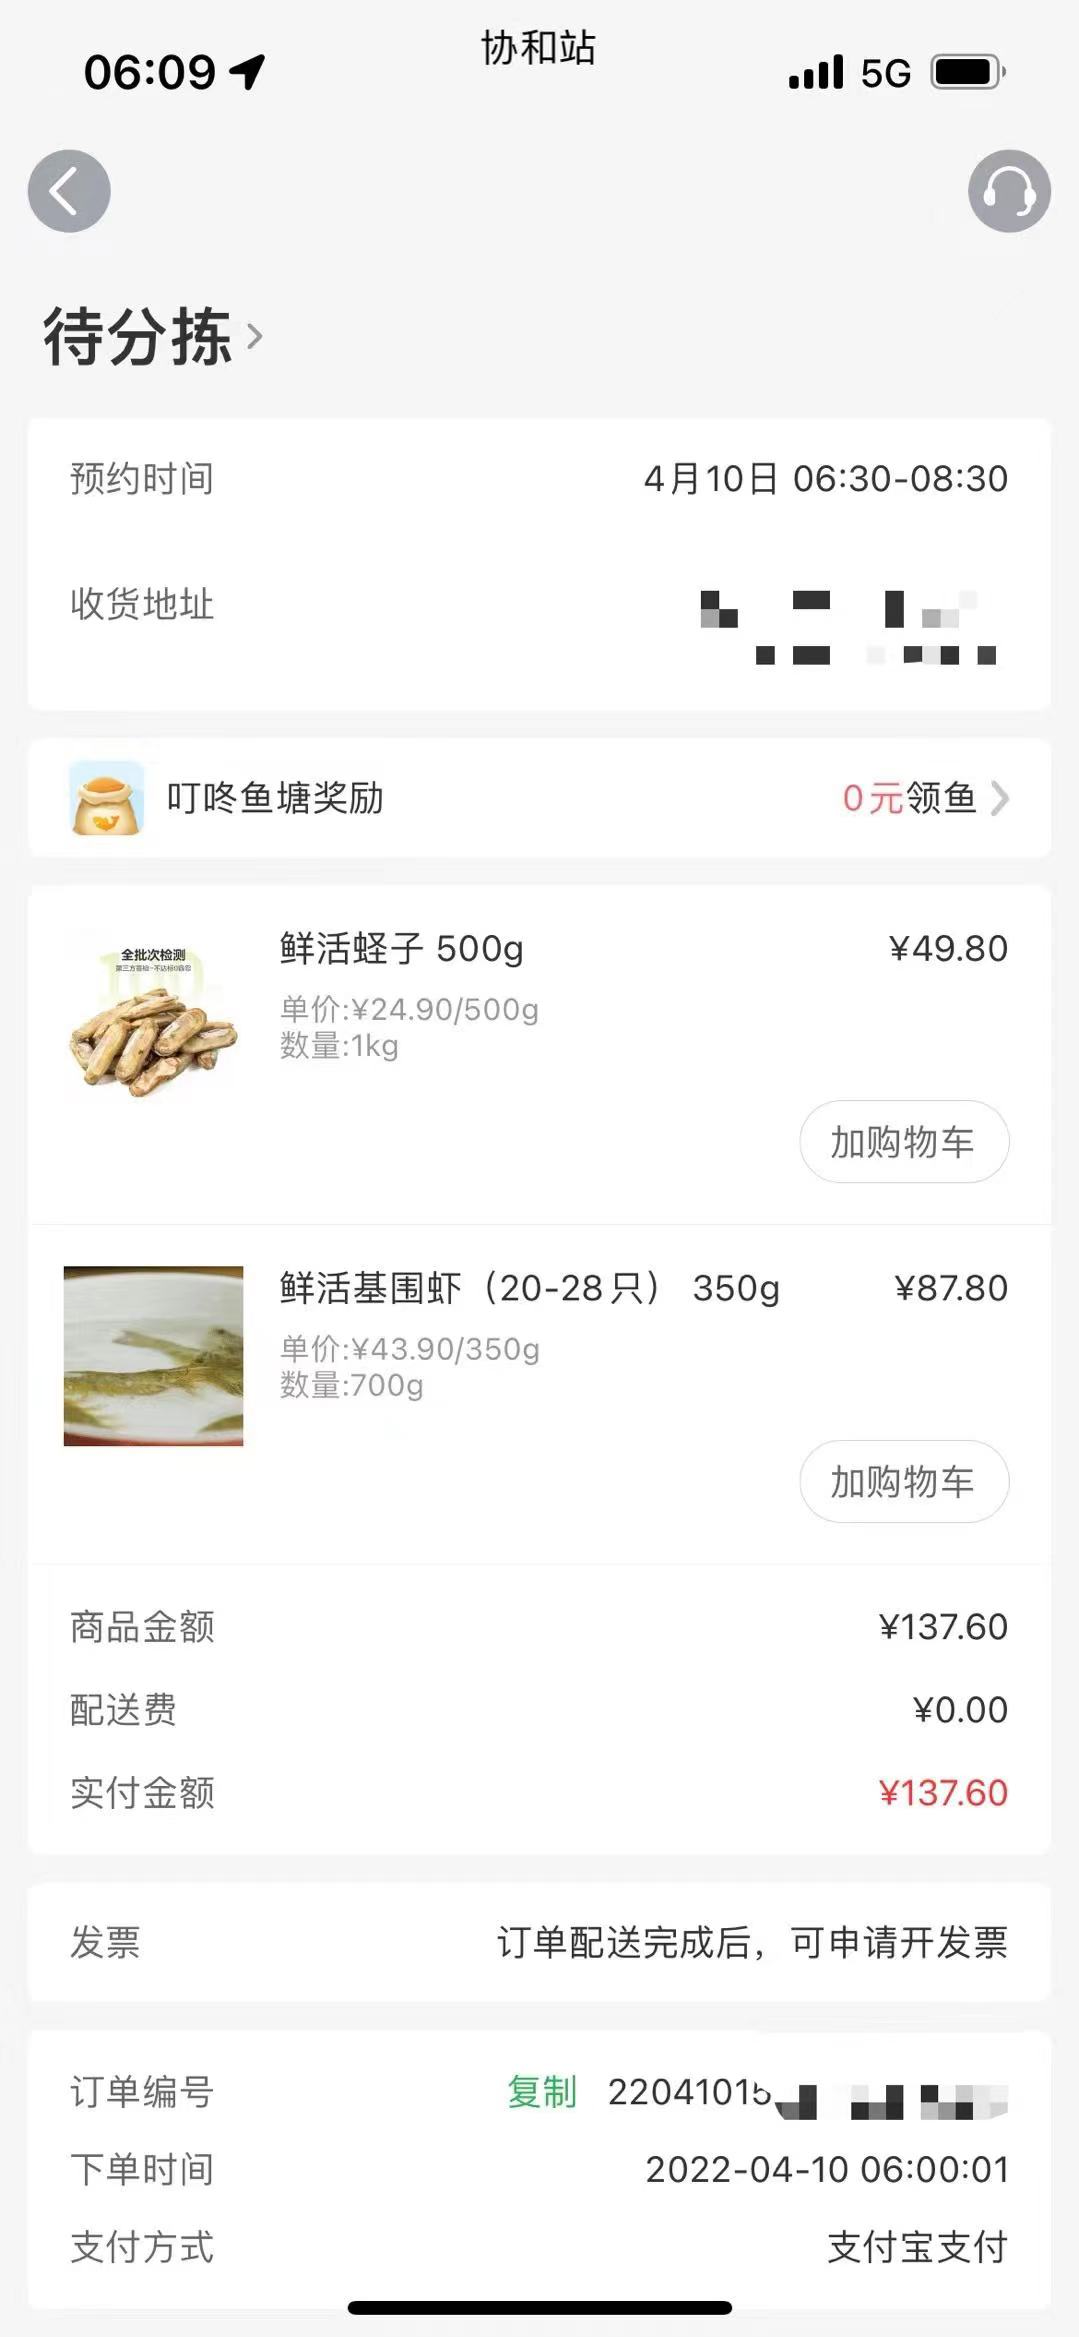 协和站
06:09
5G
待分拣
预约时间 4月10日 06:30-08:30
收货地址
叮咚鱼塘奖励 0元领鱼
全批次检测
鲜活蛏子 500g ¥49.80
单价:¥24.90/500g
数量:1kg
加购物车
鲜活基围虾（20-28只） 350g ¥87.80
单价:¥43.90/350g
数量:700g
加购物车
商品金额 ¥137.60
配送费 ¥0.00
实付金额 ¥137.60
发票 订单配送完成后，可申请开发票
订单编号 复制 22041015
下单时间 2022-04-10 06:00:01
支付方式 支付宝支付